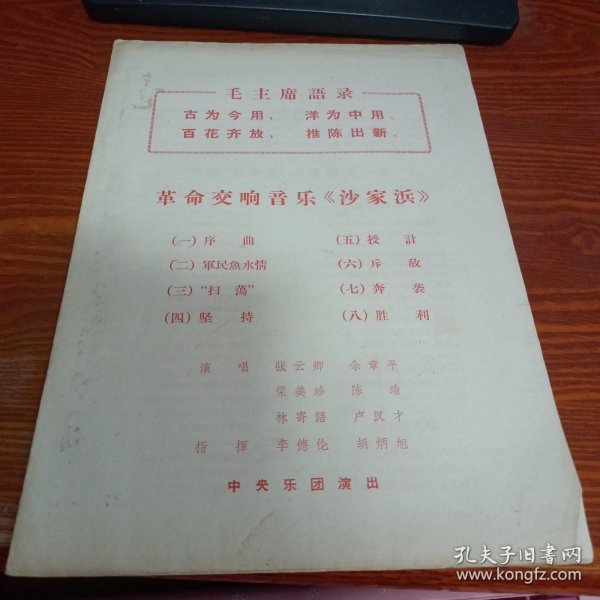 毛主席語录
古为今用，洋为中用。
百花齐放，推陈出新。
革命交响音乐《沙家浜》
(一)序曲
(二)軍民魚水情
(三)“扫蕩”
(四)坚持
(五)授計
(六)斥敌
(七)奔袭
(八)胜利
演唱 张云卿 余章平
梁美珍 陈瑜
林寄語 卢汉才
指揮 李德伦 胡炳旭
中央乐团演出
孔夫子旧书网
www.kongfz.com